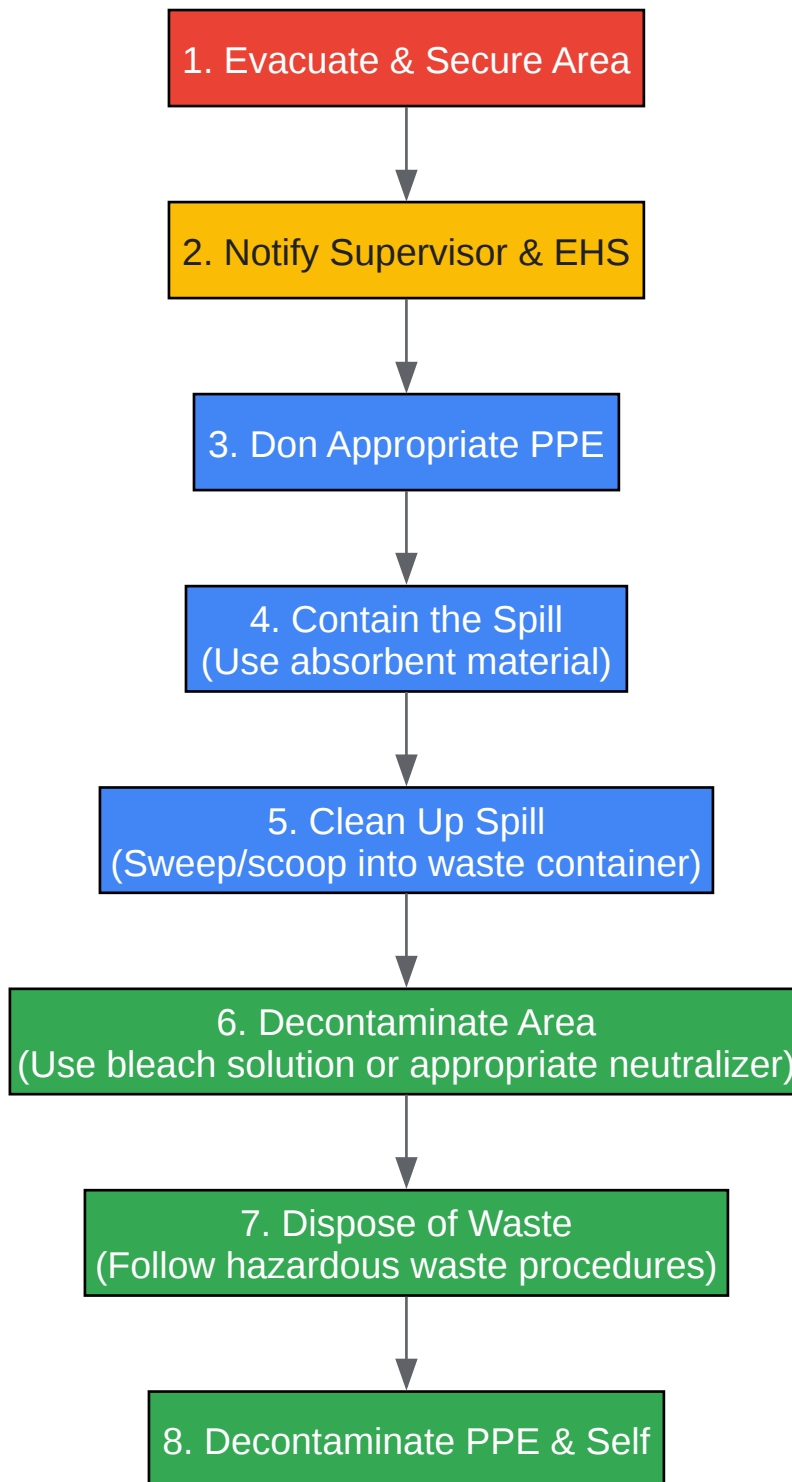 1. Evacuate & Secure Area
2. Notify Supervisor & EHS
3. Don Appropriate PPE
4. Contain the Spill
(Use absorbent material)
5. Clean Up Spill
(Sweep/scoop into waste container)
6. Decontaminate Area
(Use bleach solution or appropriate neutralizer)
7. Dispose of Waste
(Follow hazardous waste procedures)
8. Decontaminate PPE & Self